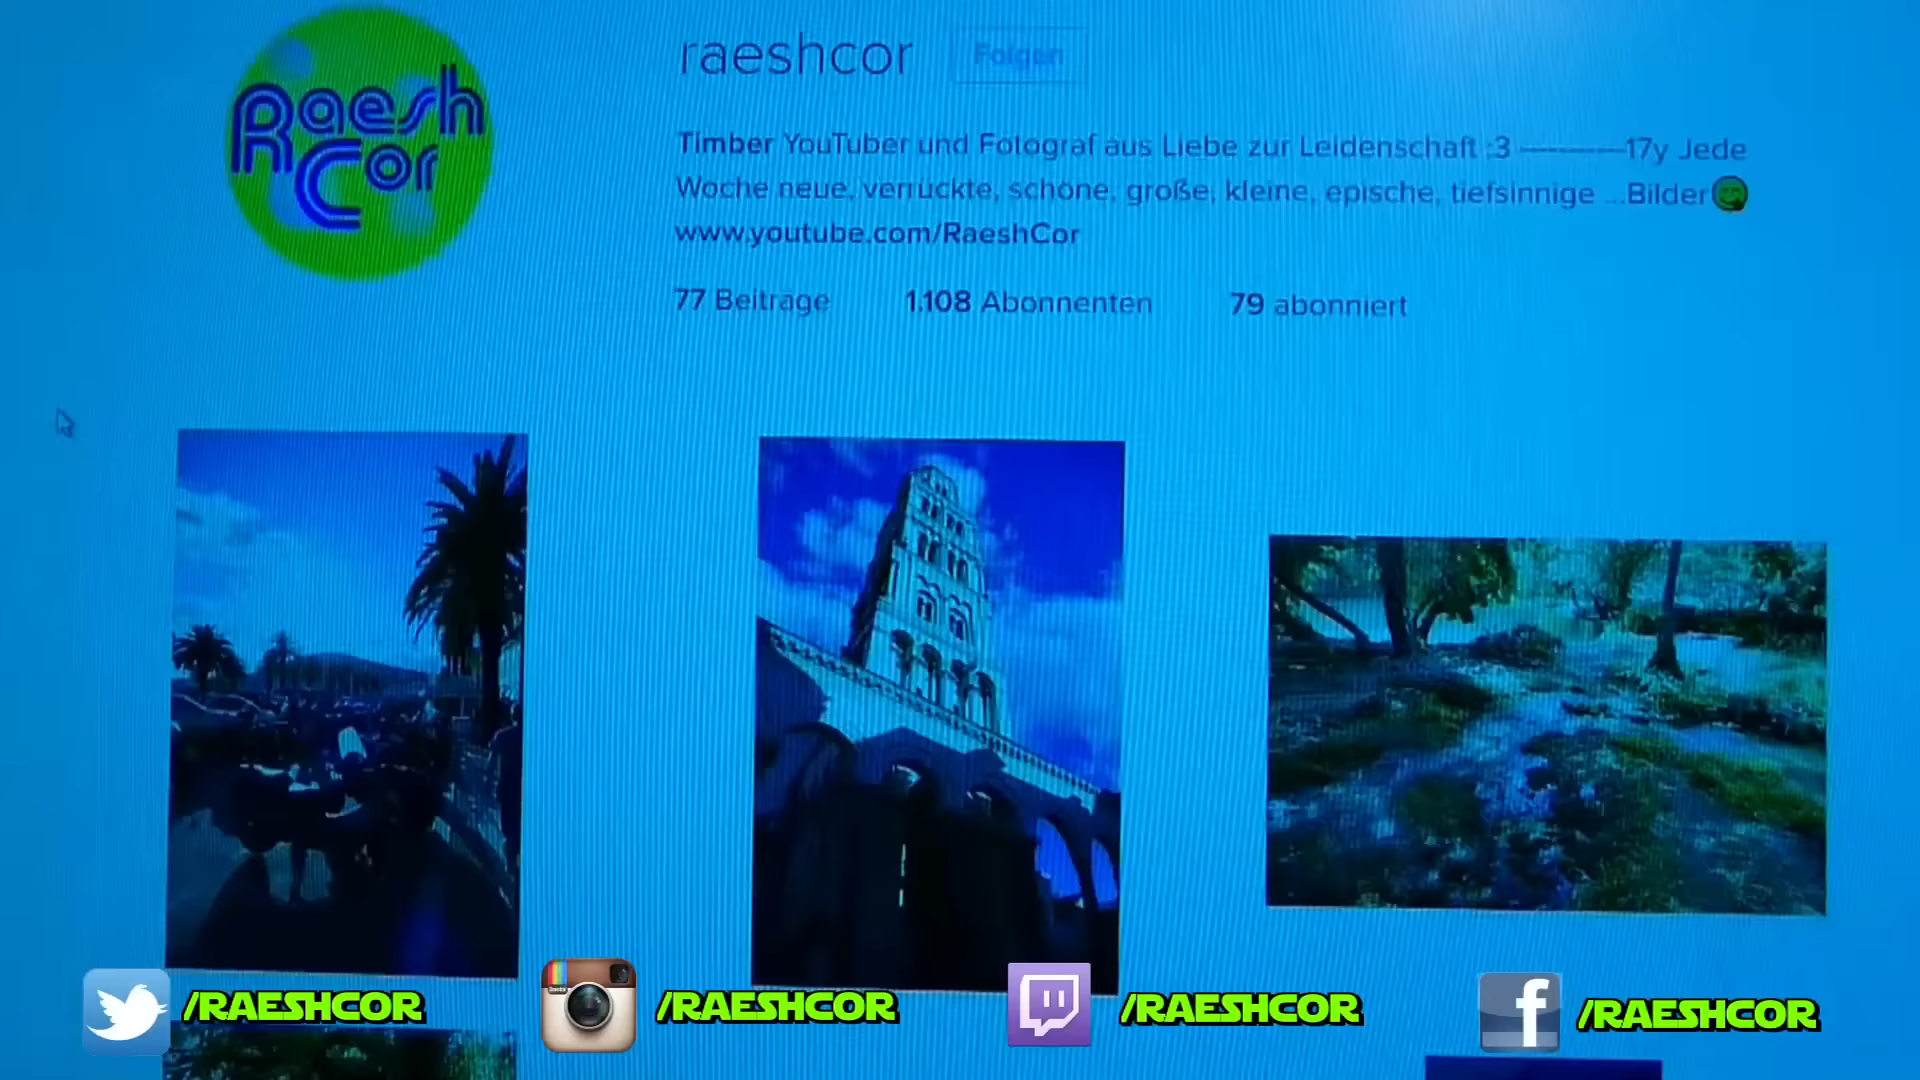 Raesh
Cor
raeshcor Folgen
Timber YouTuber und Fotograf aus Liebe zur Leidenschaft :3 ————17y Jede
Woche neue, verrückte, schöne, große, kleine, epische, tiefsinnige ...Bilder
www.youtube.com/RaeshCor
77 Beiträge 1.108 Abonnenten 79 abonniert
/RAESHCOR /RAESHCOR /RAESHCOR /RAESHCOR